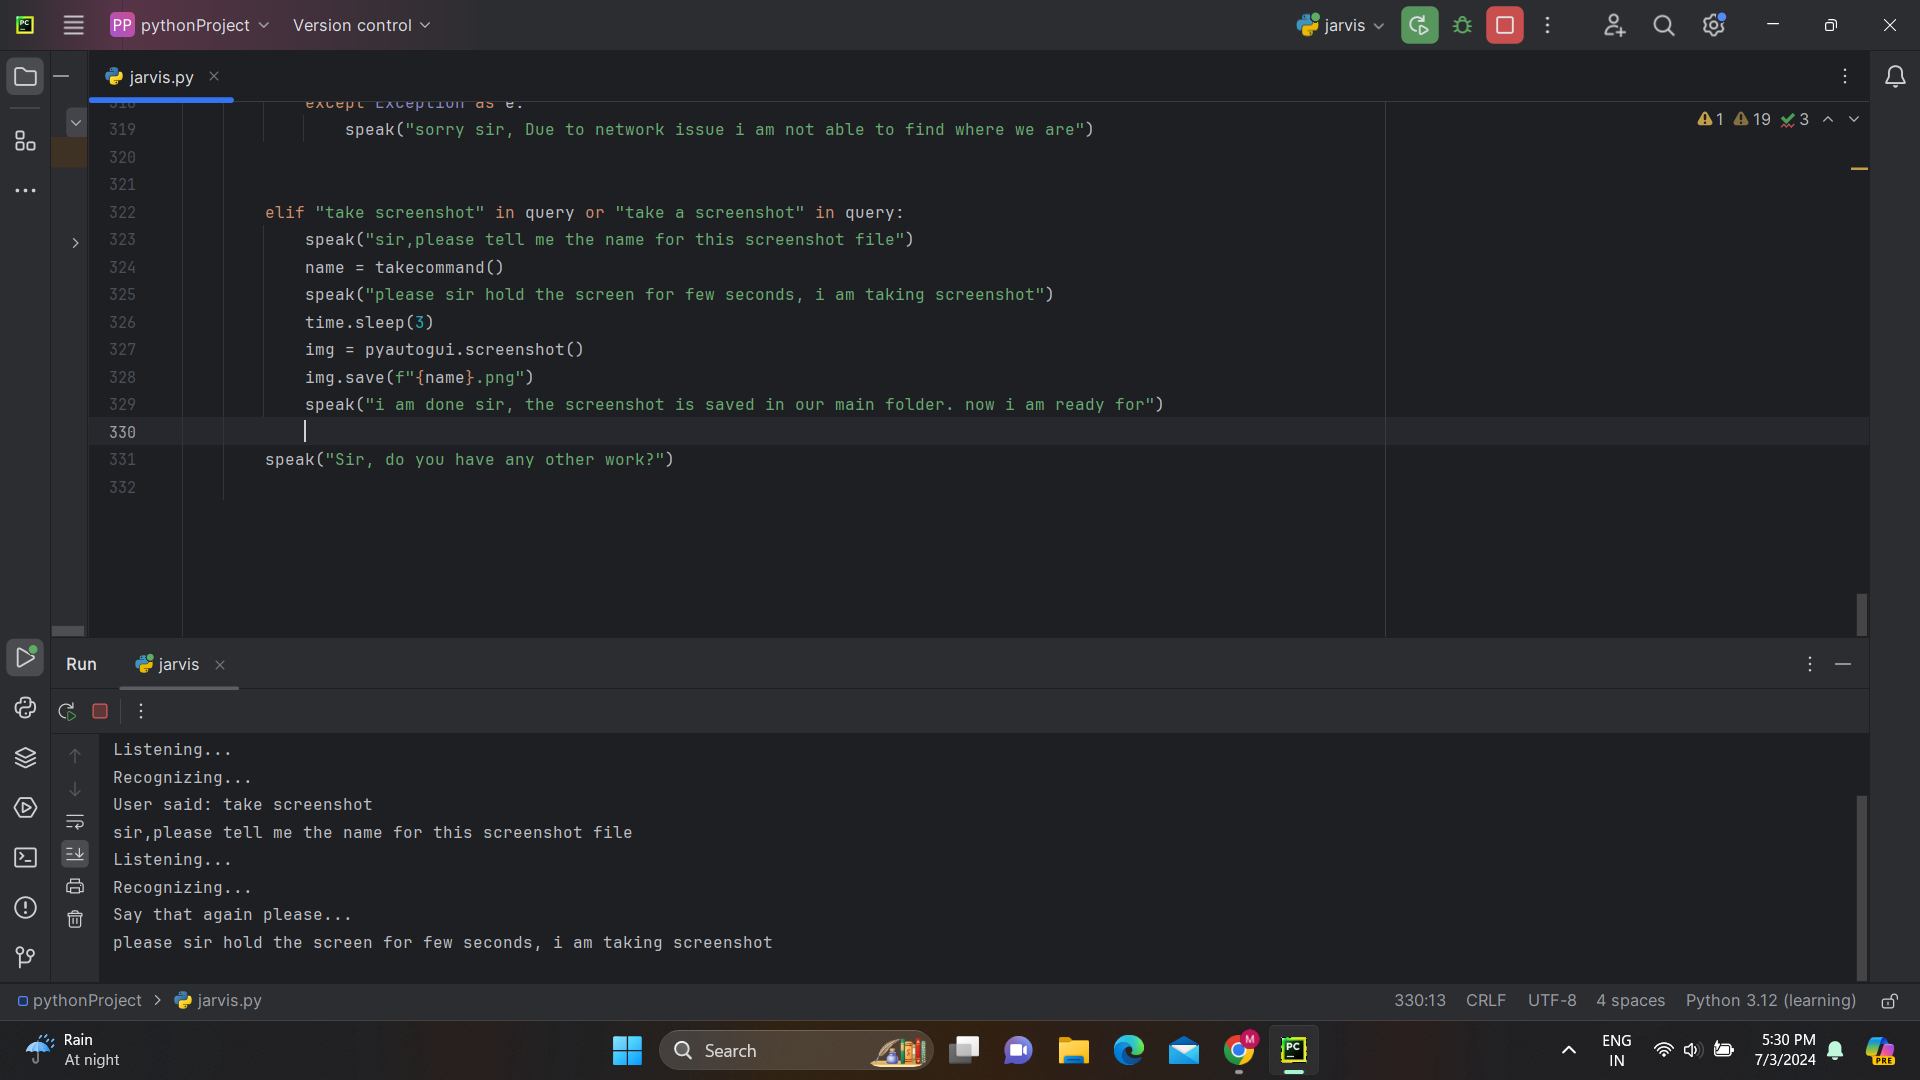 PP pythonProject Version control jarvis
jarvis.py
318 except Exception as e:
319 speak("sorry sir, Due to network issue i am not able to find where we are")
1 19 3
320
321
322 elif "take screenshot" in query or "take a screenshot" in query:
323 speak("sir,please tell me the name for this screenshot file")
324 name = takecommand()
325 speak("please sir hold the screen for few seconds, i am taking screenshot")
326 time.sleep(3)
327 img = pyautogui.screenshot()
328 img.save(f"{name}.png")
329 speak("i am done sir, the screenshot is saved in our main folder. now i am ready for")
330
331 speak("Sir, do you have any other work?")
332
Run jarvis
Listening...
Recognizing...
User said: take screenshot
sir,please tell me the name for this screenshot file
Listening...
Recognizing...
Say that again please...
please sir hold the screen for few seconds, i am taking screenshot
pythonProject > jarvis.py 330:13 CRLF UTF-8 4 spaces Python 3.12 (learning)
Rain
At night
Search
M
PC
ENG
IN
5:30 PM
7/3/2024
PRE